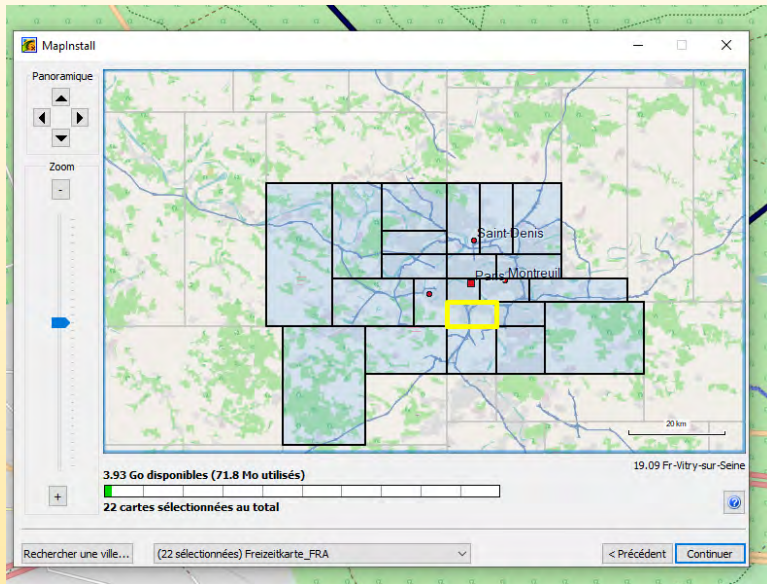 MapInstall
Panoramique
Zoom
-
+
Saint-Denis
Paris
Montreuil
20 km
19.09 Fr-Vitry-sur-Seine
3.93 Go disponibles (71.8 Mo utilisés)
22 cartes sélectionnées au total
Rechercher une ville...
(22 sélectionnées) Freizeitkarte_FRA
< Précédent
Continuer